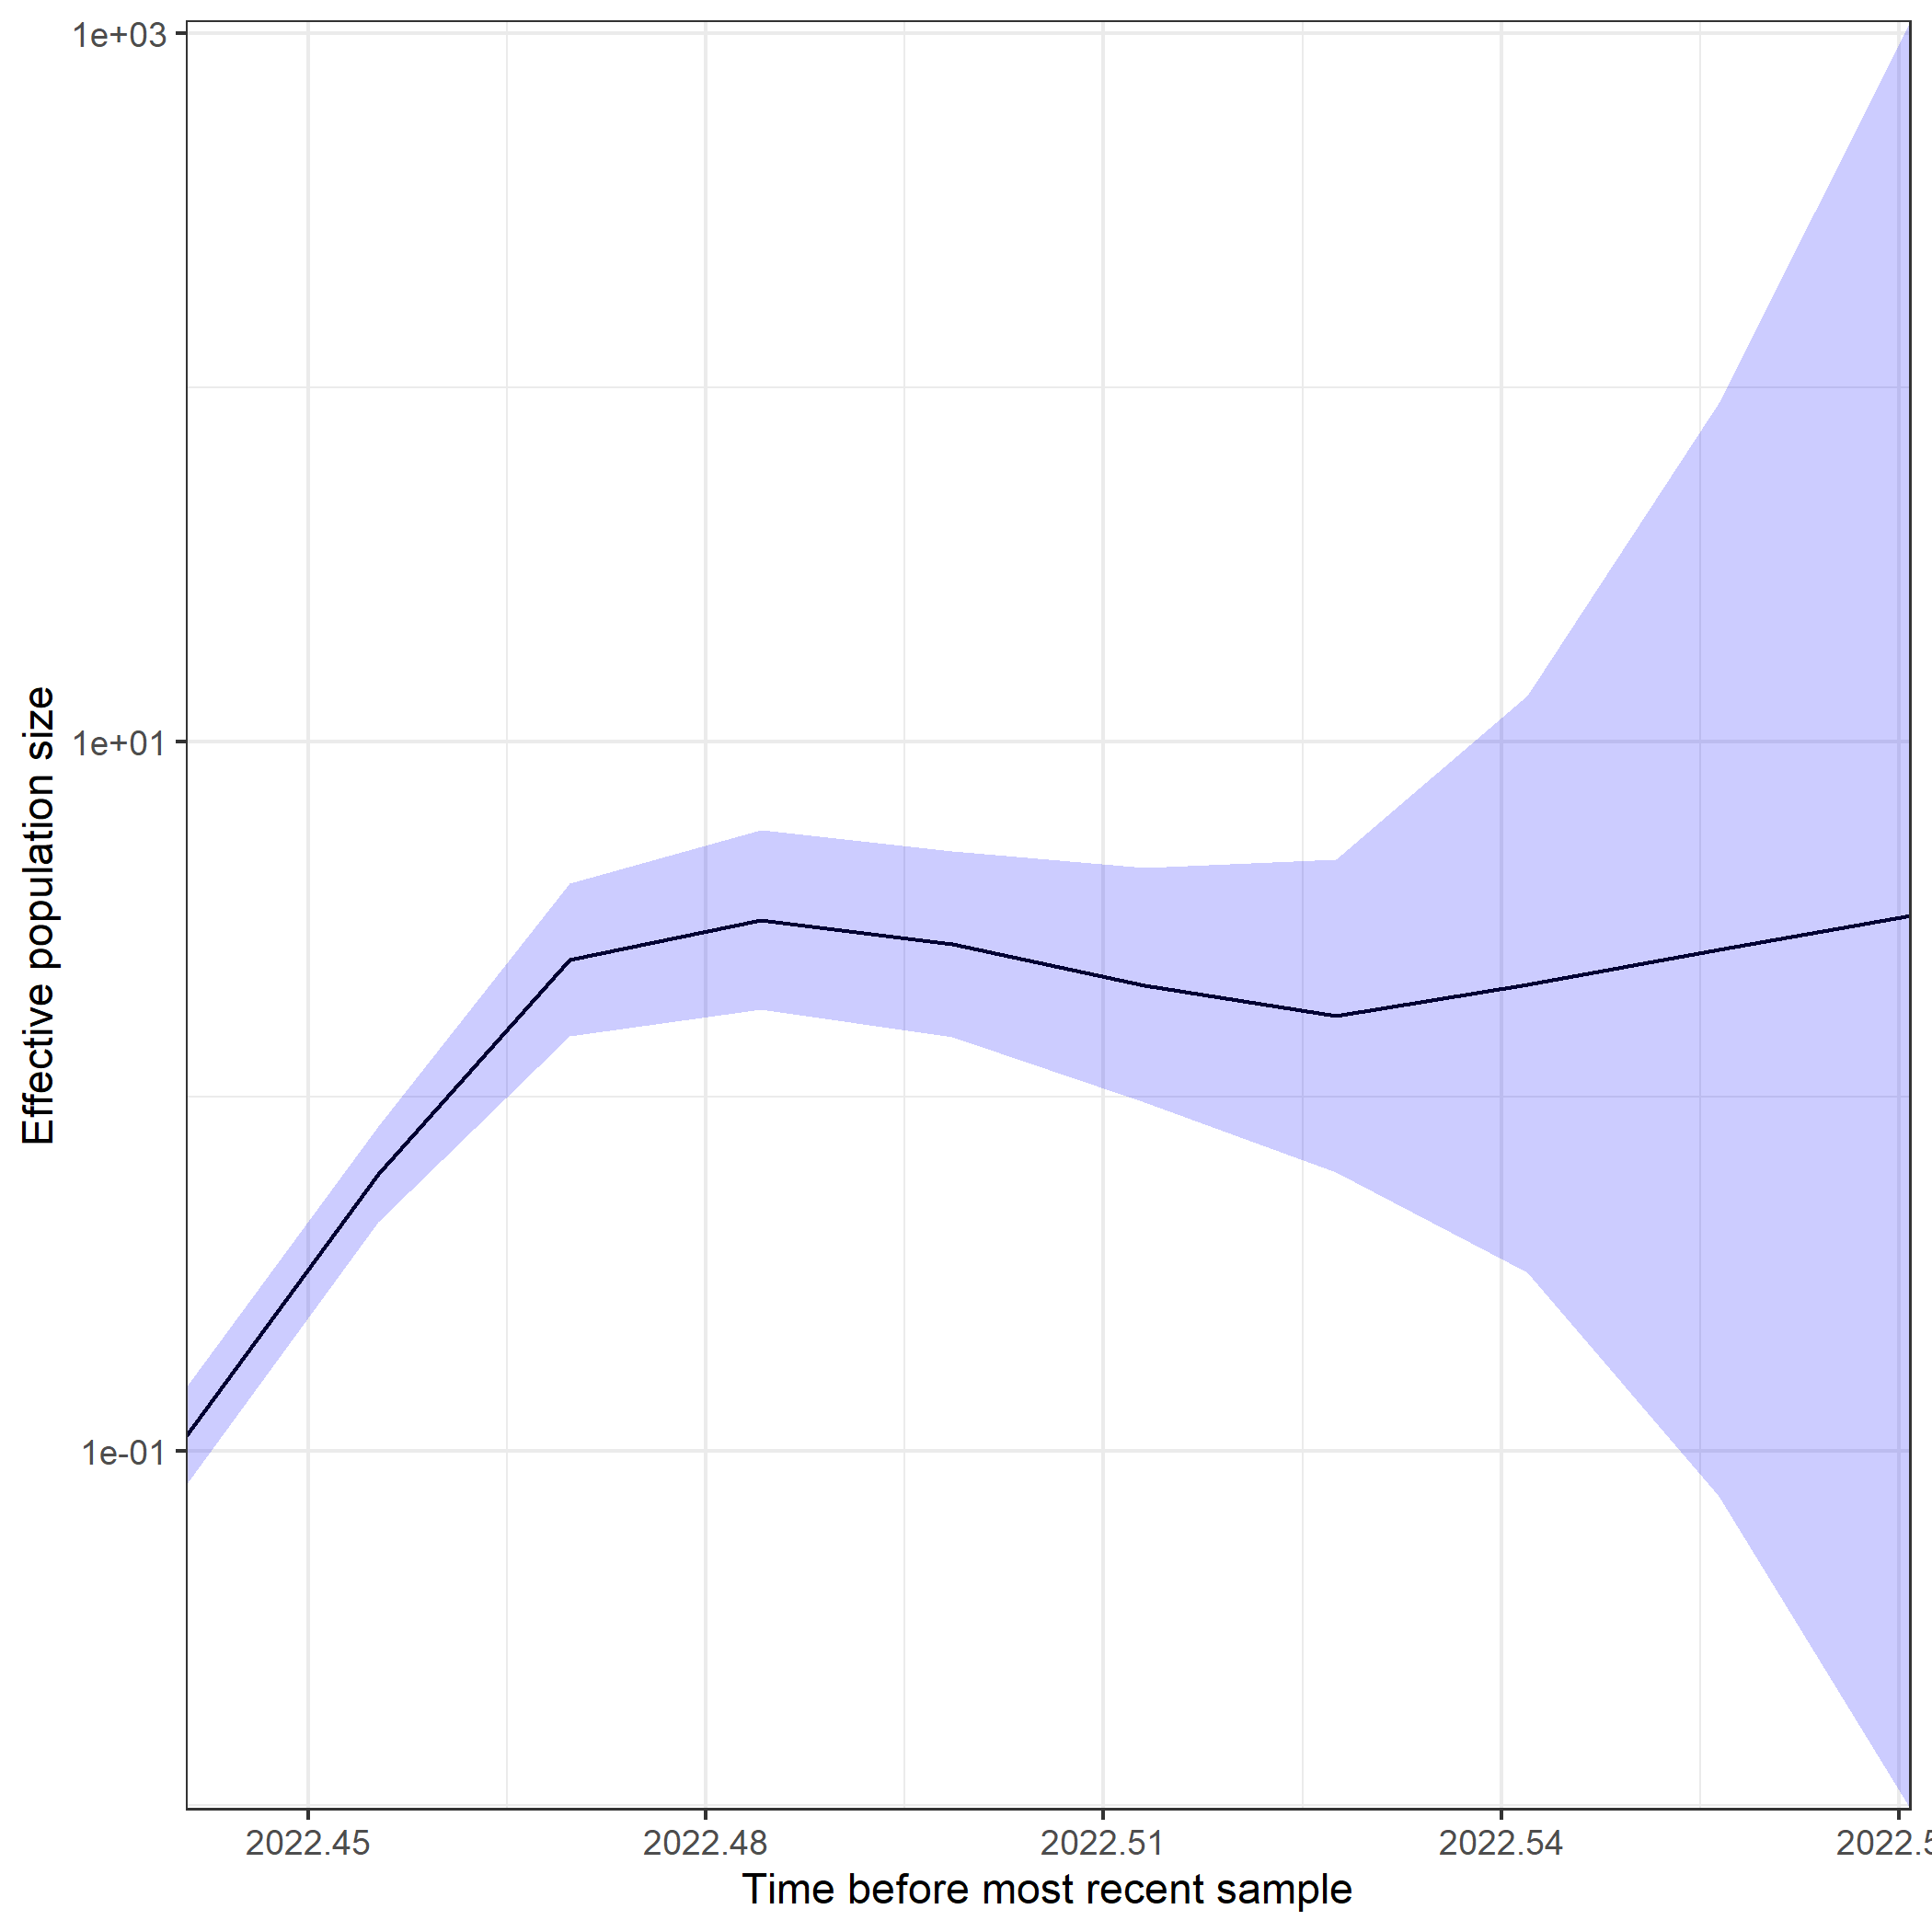 1e+03
1e+01
1e-01
Effective population size
2022.45 2022.48 2022.51 2022.54
Time before most recent sample